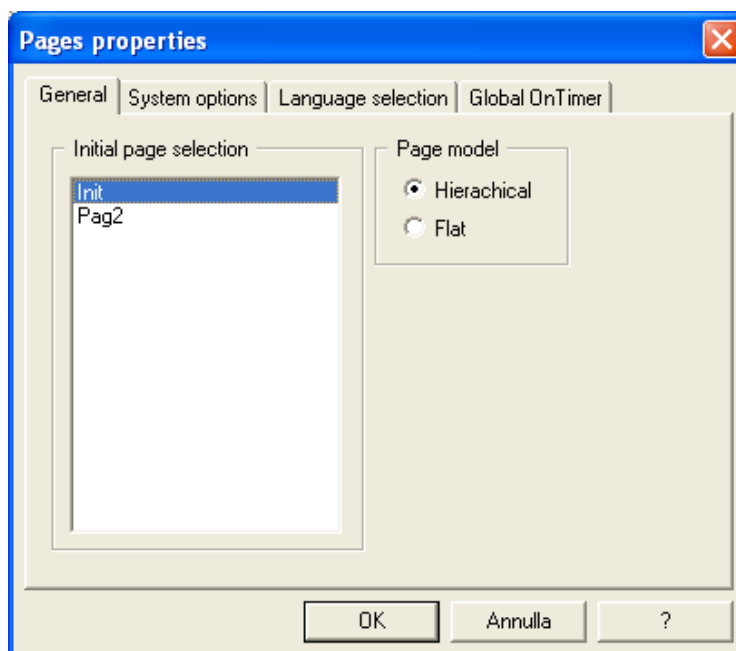 Pages properties
General System options Language selection Global OnTimer
Initial page selection
Init
Pag2
Page model
Hierachical
Flat
OK Annulla ?